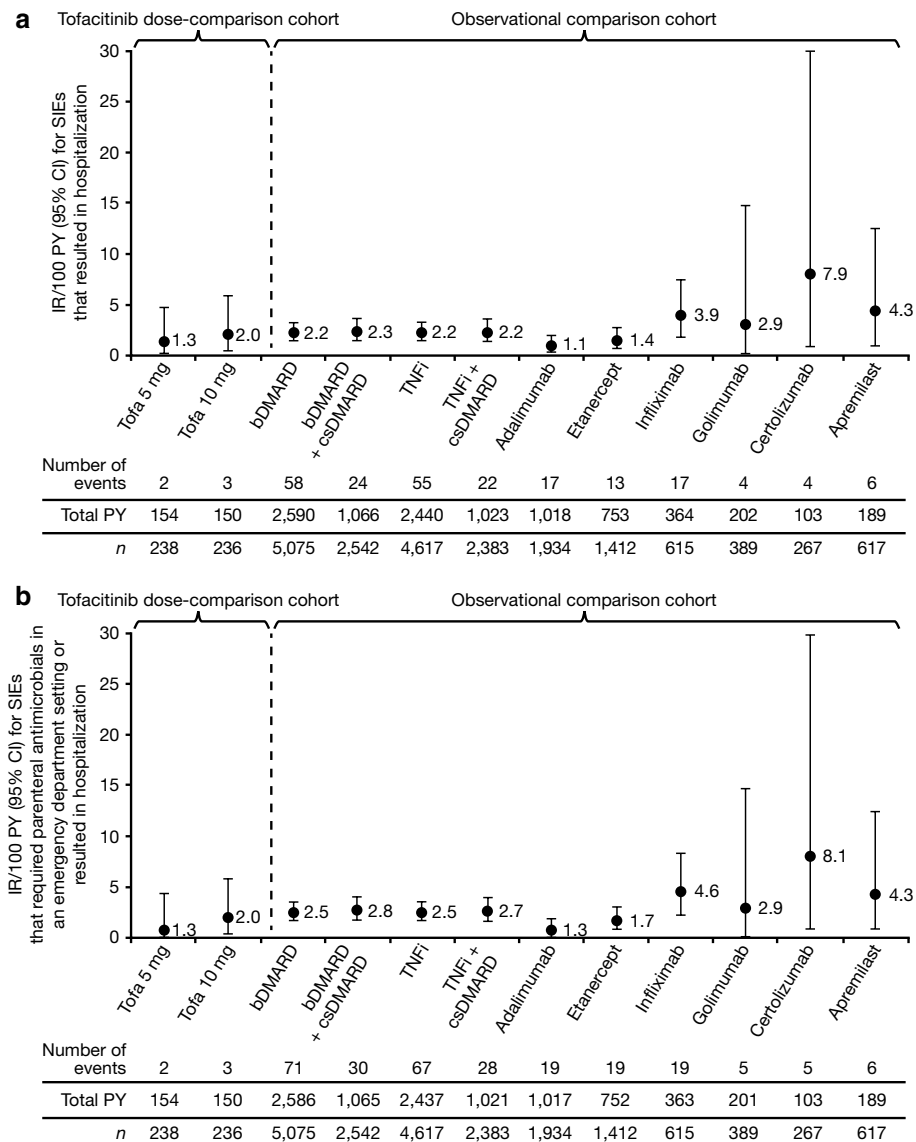 a
Tofacitinib dose-comparison cohort
Observational comparison cohort
IR/100 PY (95% CI) for SIEs
that resulted in hospitalization
30
25
20
15
10
5
0
1.3
2.0
2.2
2.3
2.2
2.2
1.1
1.4
3.9
2.9
7.9
4.3
Tofa 5 mg
Tofa 10 mg
bDMARD
bDMARD
+ csDMARD
TNFi
TNFi +
csDMARD
Adalimumab
Etanercept
Infliximab
Golimumab
Certolizumab
Apremilast
Number of
events 2 3 58 24 55 22 17 13 17 4 4 6
Total PY 154 150 2,590 1,066 2,440 1,023 1,018 753 364 202 103 189
n 238 236 5,075 2,542 4,617 2,383 1,934 1,412 615 389 267 617
b
Tofacitinib dose-comparison cohort
Observational comparison cohort
IR/100 PY (95% CI) for SIEs
that required parenteral antimicrobials in
an emergency department setting or
resulted in hospitalization
30
25
20
15
10
5
0
1.3
2.0
2.5
2.8
2.5
2.7
1.3
1.7
4.6
2.9
8.1
4.3
Tofa 5 mg
Tofa 10 mg
bDMARD
bDMARD
+ csDMARD
TNFi
TNFi +
csDMARD
Adalimumab
Etanercept
Infliximab
Golimumab
Certolizumab
Apremilast
Number of
events 2 3 71 30 67 28 19 19 19 5 5 6
Total PY 154 150 2,586 1,065 2,437 1,021 1,017 752 363 201 103 189
n 238 236 5,075 2,542 4,617 2,383 1,934 1,412 615 389 267 617